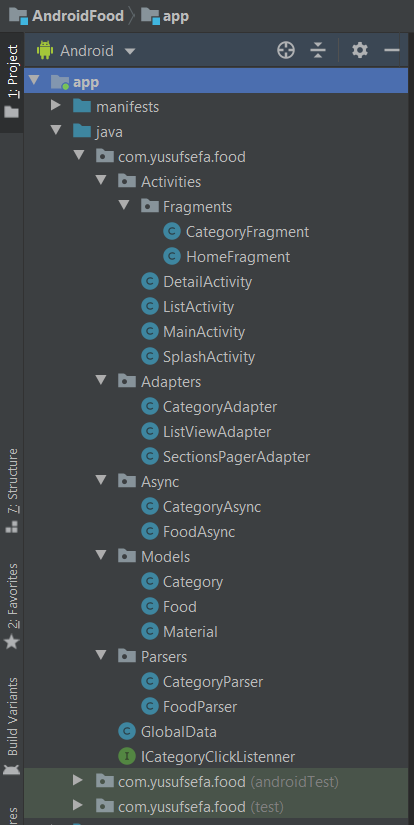 AndroidFood app
Android
1: Project
app
manifests
java
com.yusufsefa.food
Activities
Fragments
C CategoryFragment
C HomeFragment
C DetailActivity
C ListActivity
C MainActivity
C SplashActivity
Adapters
C CategoryAdapter
C ListViewAdapter
C SectionsPagerAdapter
Async
C CategoryAsync
C FoodAsync
Models
C Category
C Food
C Material
Parsers
C CategoryParser
C FoodParser
C GlobalData
I ICategoryClickListenner
com.yusufsefa.food (androidTest)
com.yusufsefa.food (test)
7: Structure
2: Favorites
Build Variants